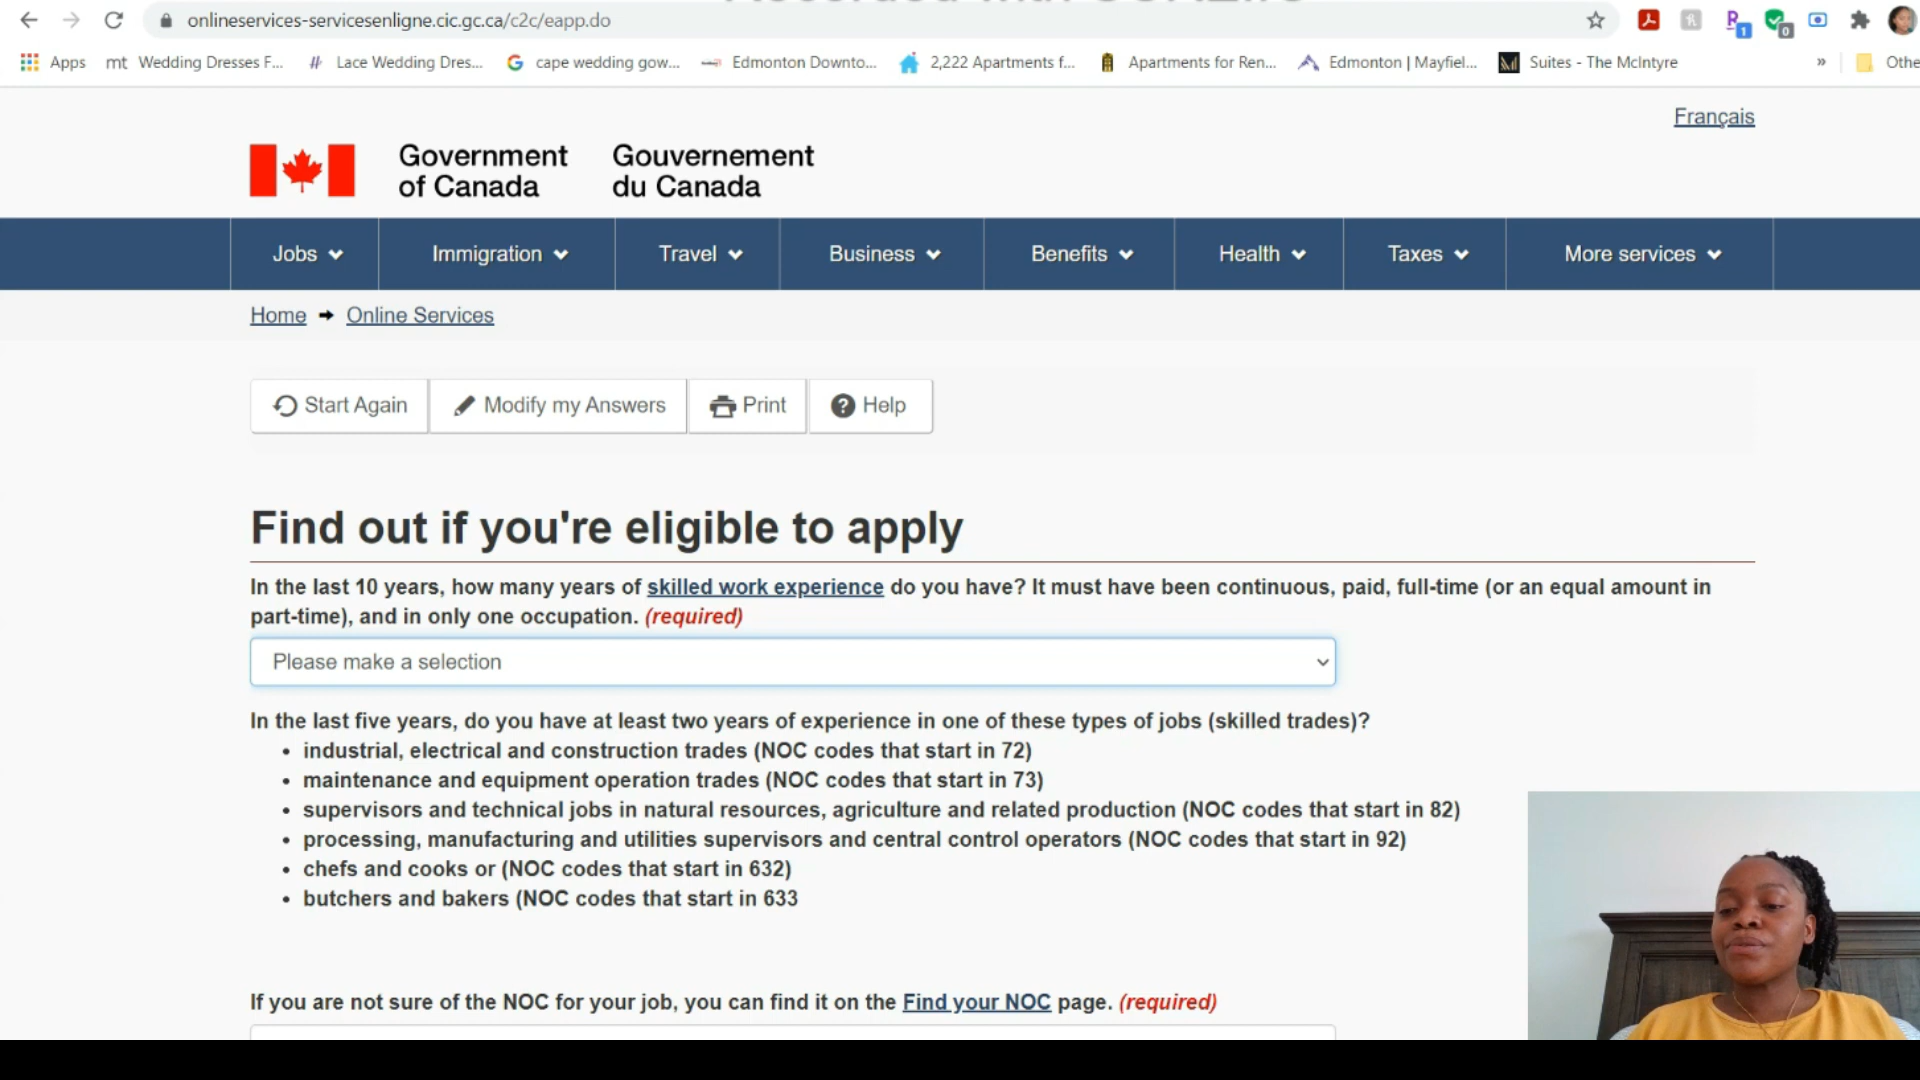 onlineservices-servicesenligne.cic.gc.ca/c2c/eapp.do
1
0
Apps
mt Wedding Dresses F...
Lace Wedding Dres...
cape wedding gow...
Edmonton Downto...
2,222 Apartments f...
Apartments for Ren...
Edmonton | Mayfiel...
Suites - The McIntyre
»
Othe
Français
Government of Canada
Gouvernement du Canada
Jobs
Immigration
Travel
Business
Benefits
Health
Taxes
More services
Home
Online Services
Start Again
Modify my Answers
Print
Help
Find out if you're eligible to apply
In the last 10 years, how many years of skilled work experience do you have? It must have been continuous, paid, full-time (or an equal amount in
part-time), and in only one occupation. (required)
Please make a selection
In the last five years, do you have at least two years of experience in one of these types of jobs (skilled trades)?
• industrial, electrical and construction trades (NOC codes that start in 72)
• maintenance and equipment operation trades (NOC codes that start in 73)
• supervisors and technical jobs in natural resources, agriculture and related production (NOC codes that start in 82)
• processing, manufacturing and utilities supervisors and central control operators (NOC codes that start in 92)
• chefs and cooks or (NOC codes that start in 632)
• butchers and bakers (NOC codes that start in 633
If you are not sure of the NOC for your job, you can find it on the Find your NOC page. (required)